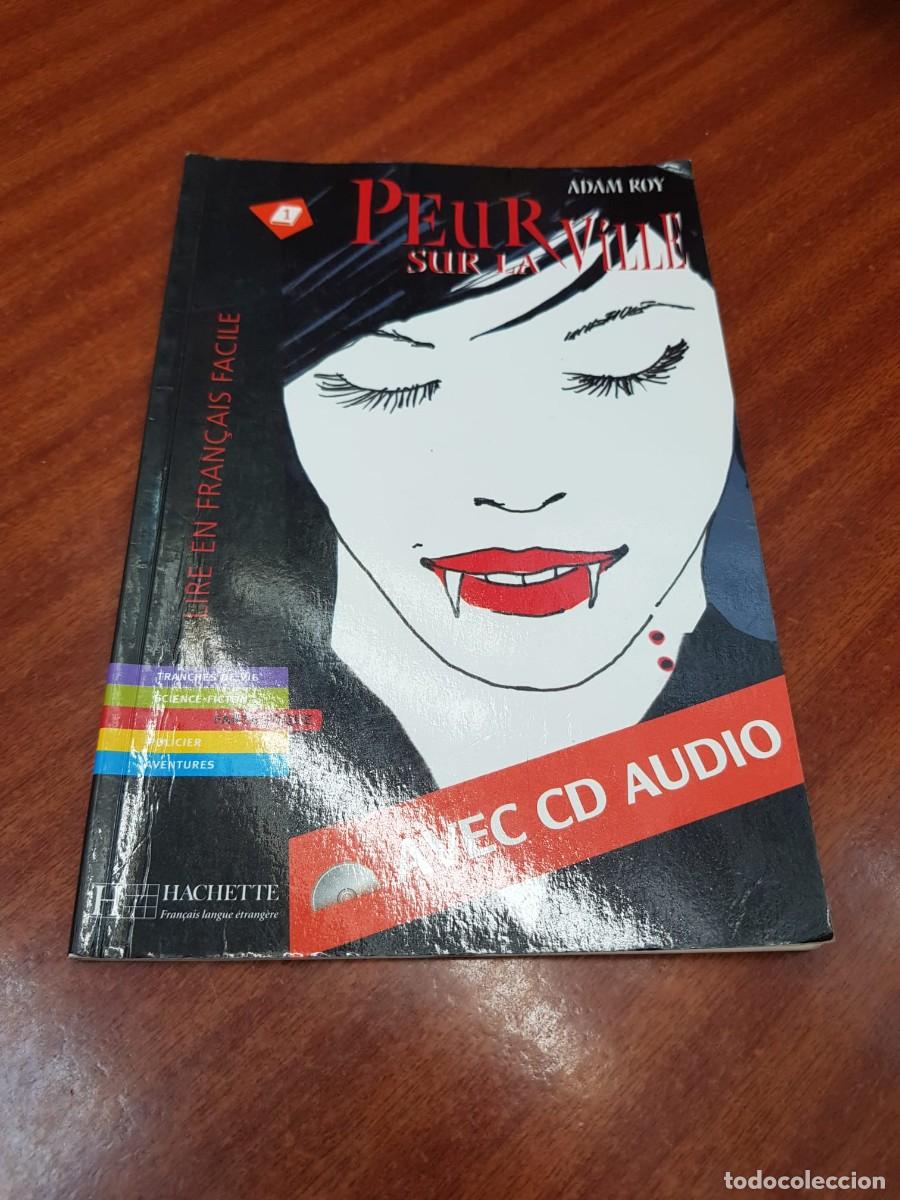 ADAM ROY
PEUR
SUR LA VILLE
1
LIRE EN FRANÇAIS FACILE
TRANCHES DE VIE
SCIENCE-FICTION
FANTASTIQUE
POLICIER
AVENTURES
AVEC CD AUDIO
HACHETTE
Français langue étrangère
todocoleccion